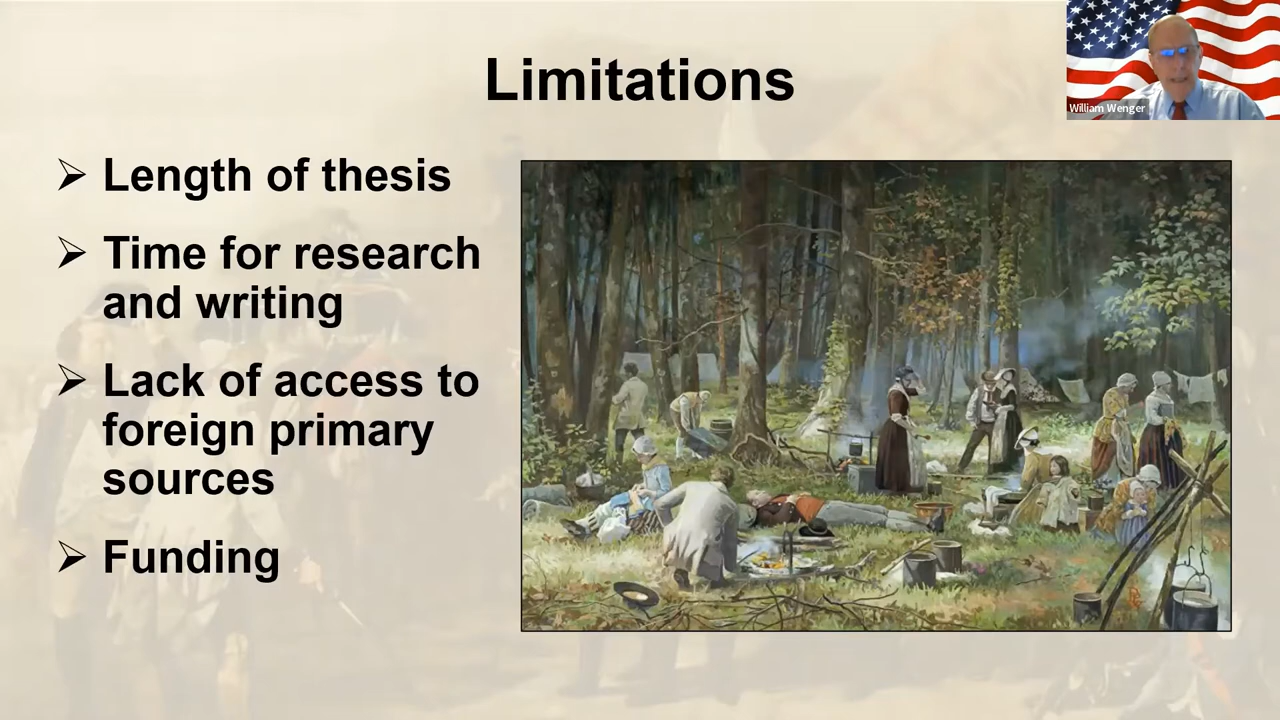 Limitations
William Wenger
➢ Length of thesis
➢ Time for research
and writing
➢ Lack of access to
foreign primary
sources
➢ Funding